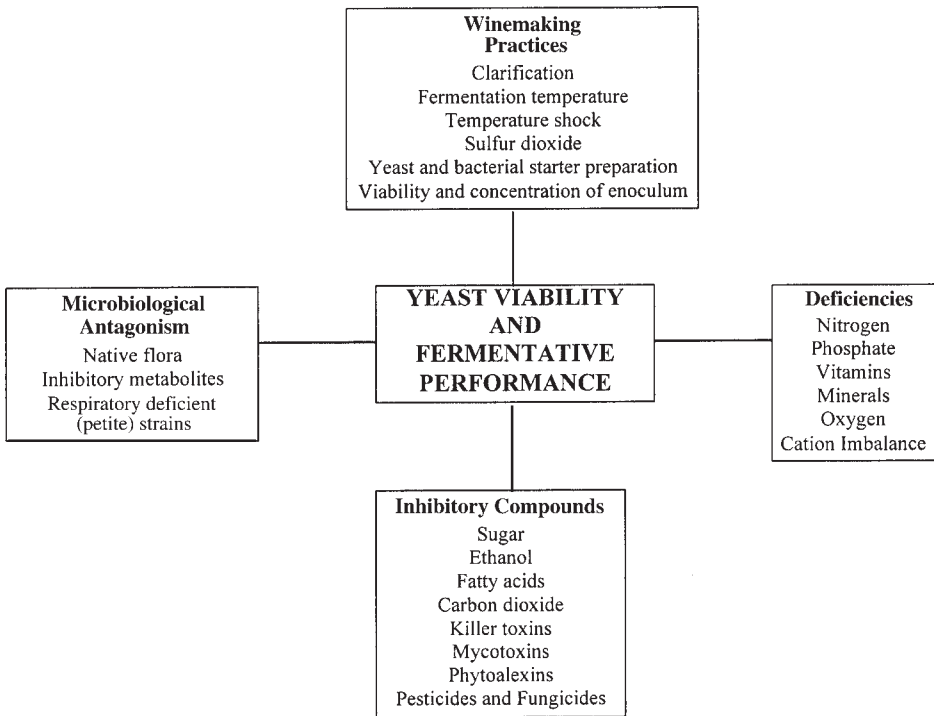 Winemaking
Practices
Clarification
Fermentation temperature
Temperature shock
Sulfur dioxide
Yeast and bacterial starter preparation
Viability and concentration of enoculum
Microbiological
Antagonism
Native flora
Inhibitory metabolites
Respiratory deficient
(petite) strains
YEAST VIABILITY
AND
FERMENTATIVE
PERFORMANCE
Deficiencies
Nitrogen
Phosphate
Vitamins
Minerals
Oxygen
Cation Imbalance
Inhibitory Compounds
Sugar
Ethanol
Fatty acids
Carbon dioxide
Killer toxins
Mycotoxins
Phytoalexins
Pesticides and Fungicides